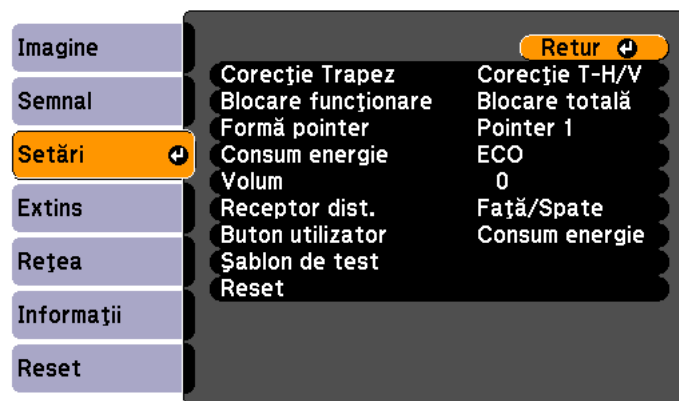 Imagine
Semnal
Setări
Extins
Reţea
Informaţii
Reset
Retur
Corecţie Trapez Corecţie T-H/V
Blocare funcţionare Blocare totală
Formă pointer Pointer 1
Consum energie ECO
Volum 0
Receptor dist. Faţă/Spate
Buton utilizator Consum energie
Şablon de test
Reset